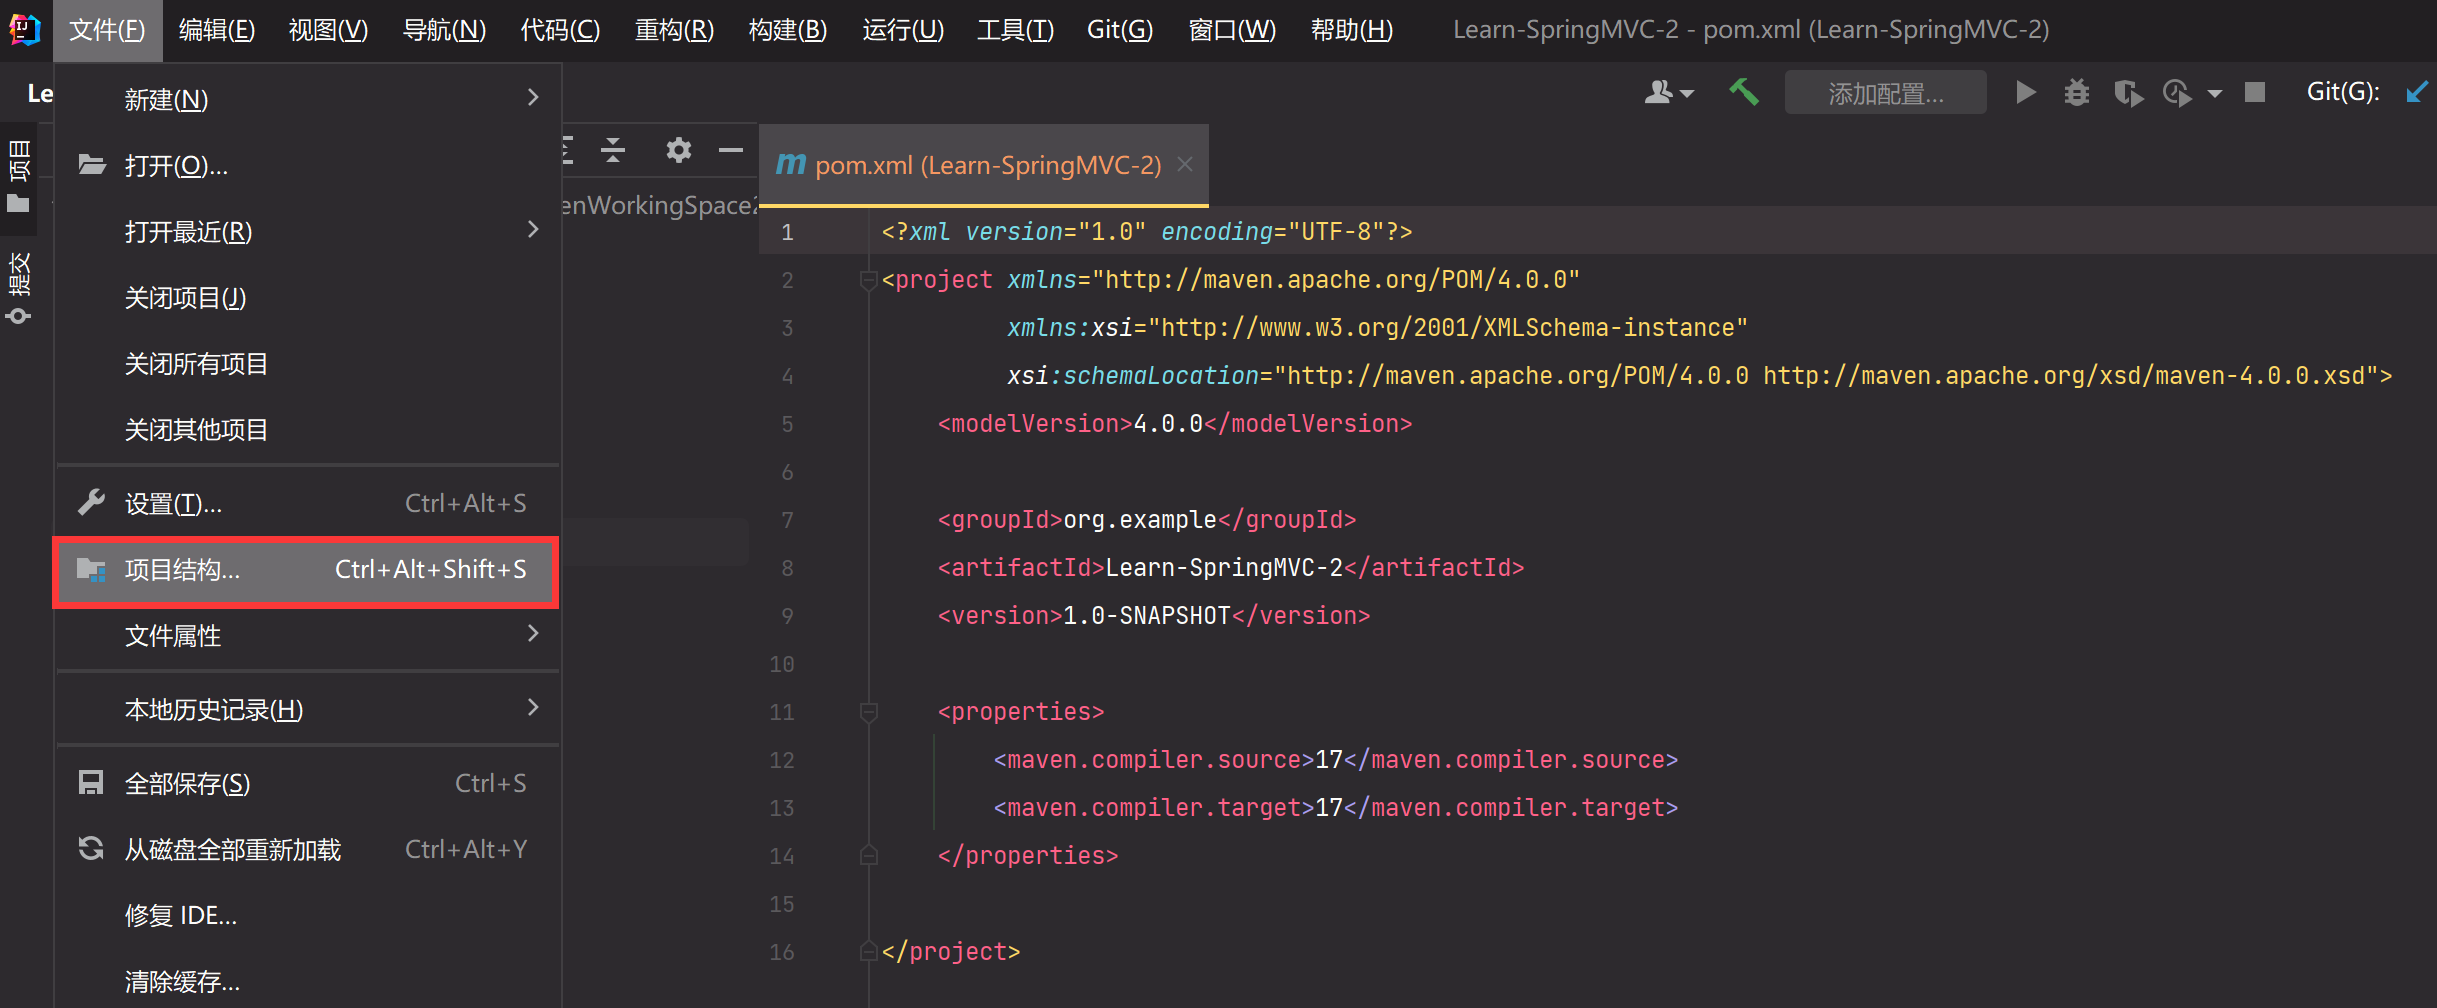 文件(F) 编辑(E) 视图(V) 导航(N) 代码(C) 重构(R) 构建(B) 运行(U) 工具(T) Git(G) 窗口(W) 帮助(H) Learn-SpringMVC-2 - pom.xml (Learn-SpringMVC-2)
Le
添加配置...
Git(G):
项目
提交
新建(N)
打开(O)...
打开最近(R)
关闭项目(J)
关闭所有项目
关闭其他项目
设置(T)... Ctrl+Alt+S
项目结构... Ctrl+Alt+Shift+S
文件属性
本地历史记录(H)
全部保存(S) Ctrl+S
从磁盘全部重新加载 Ctrl+Alt+Y
修复 IDE...
清除缓存...
enWorkingSpace2
m pom.xml (Learn-SpringMVC-2)
1 <?xml version="1.0" encoding="UTF-8"?>
2 <project xmlns="http://maven.apache.org/POM/4.0.0"
3 xmlns:xsi="http://www.w3.org/2001/XMLSchema-instance"
4 xsi:schemaLocation="http://maven.apache.org/POM/4.0.0 http://maven.apache.org/xsd/maven-4.0.0.xsd">
5 <modelVersion>4.0.0</modelVersion>
6
7 <groupId>org.example</groupId>
8 <artifactId>Learn-SpringMVC-2</artifactId>
9 <version>1.0-SNAPSHOT</version>
10
11 <properties>
12 <maven.compiler.source>17</maven.compiler.source>
13 <maven.compiler.target>17</maven.compiler.target>
14 </properties>
15
16 </project>